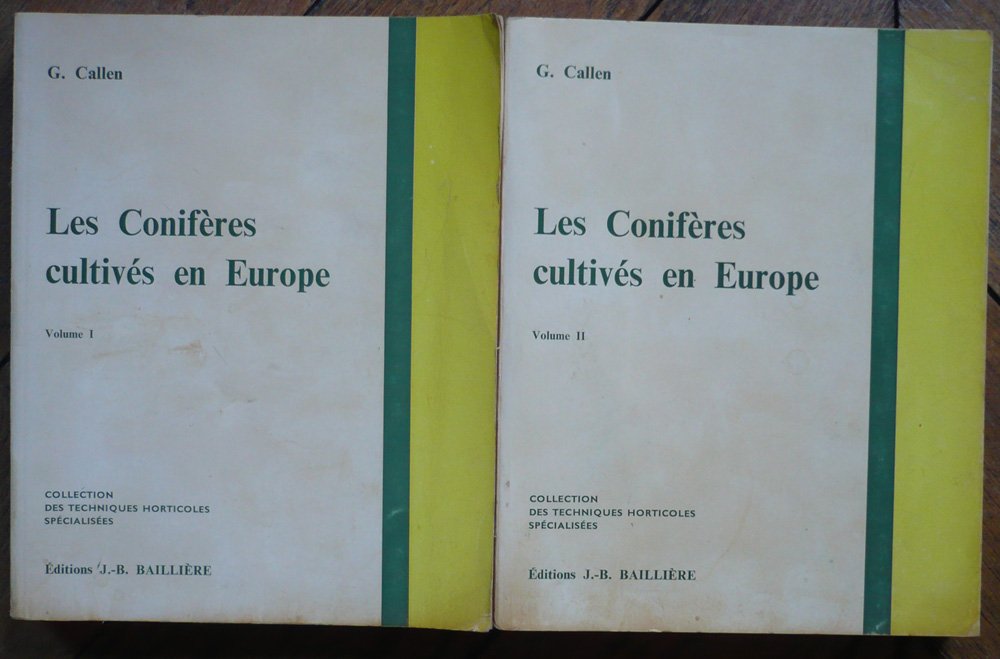 G. Callen
Les Conifères
cultivés en Europe
Volume I
COLLECTION
DES TECHNIQUES HORTICOLES
SPÉCIALISÉES
Éditions J.-B. BAILLIÈRE
G. Callen
Les Conifères
cultivés en Europe
Volume II
COLLECTION
DES TECHNIQUES HORTICOLES
SPÉCIALISÉES
Éditions J.-B. BAILLIÈRE